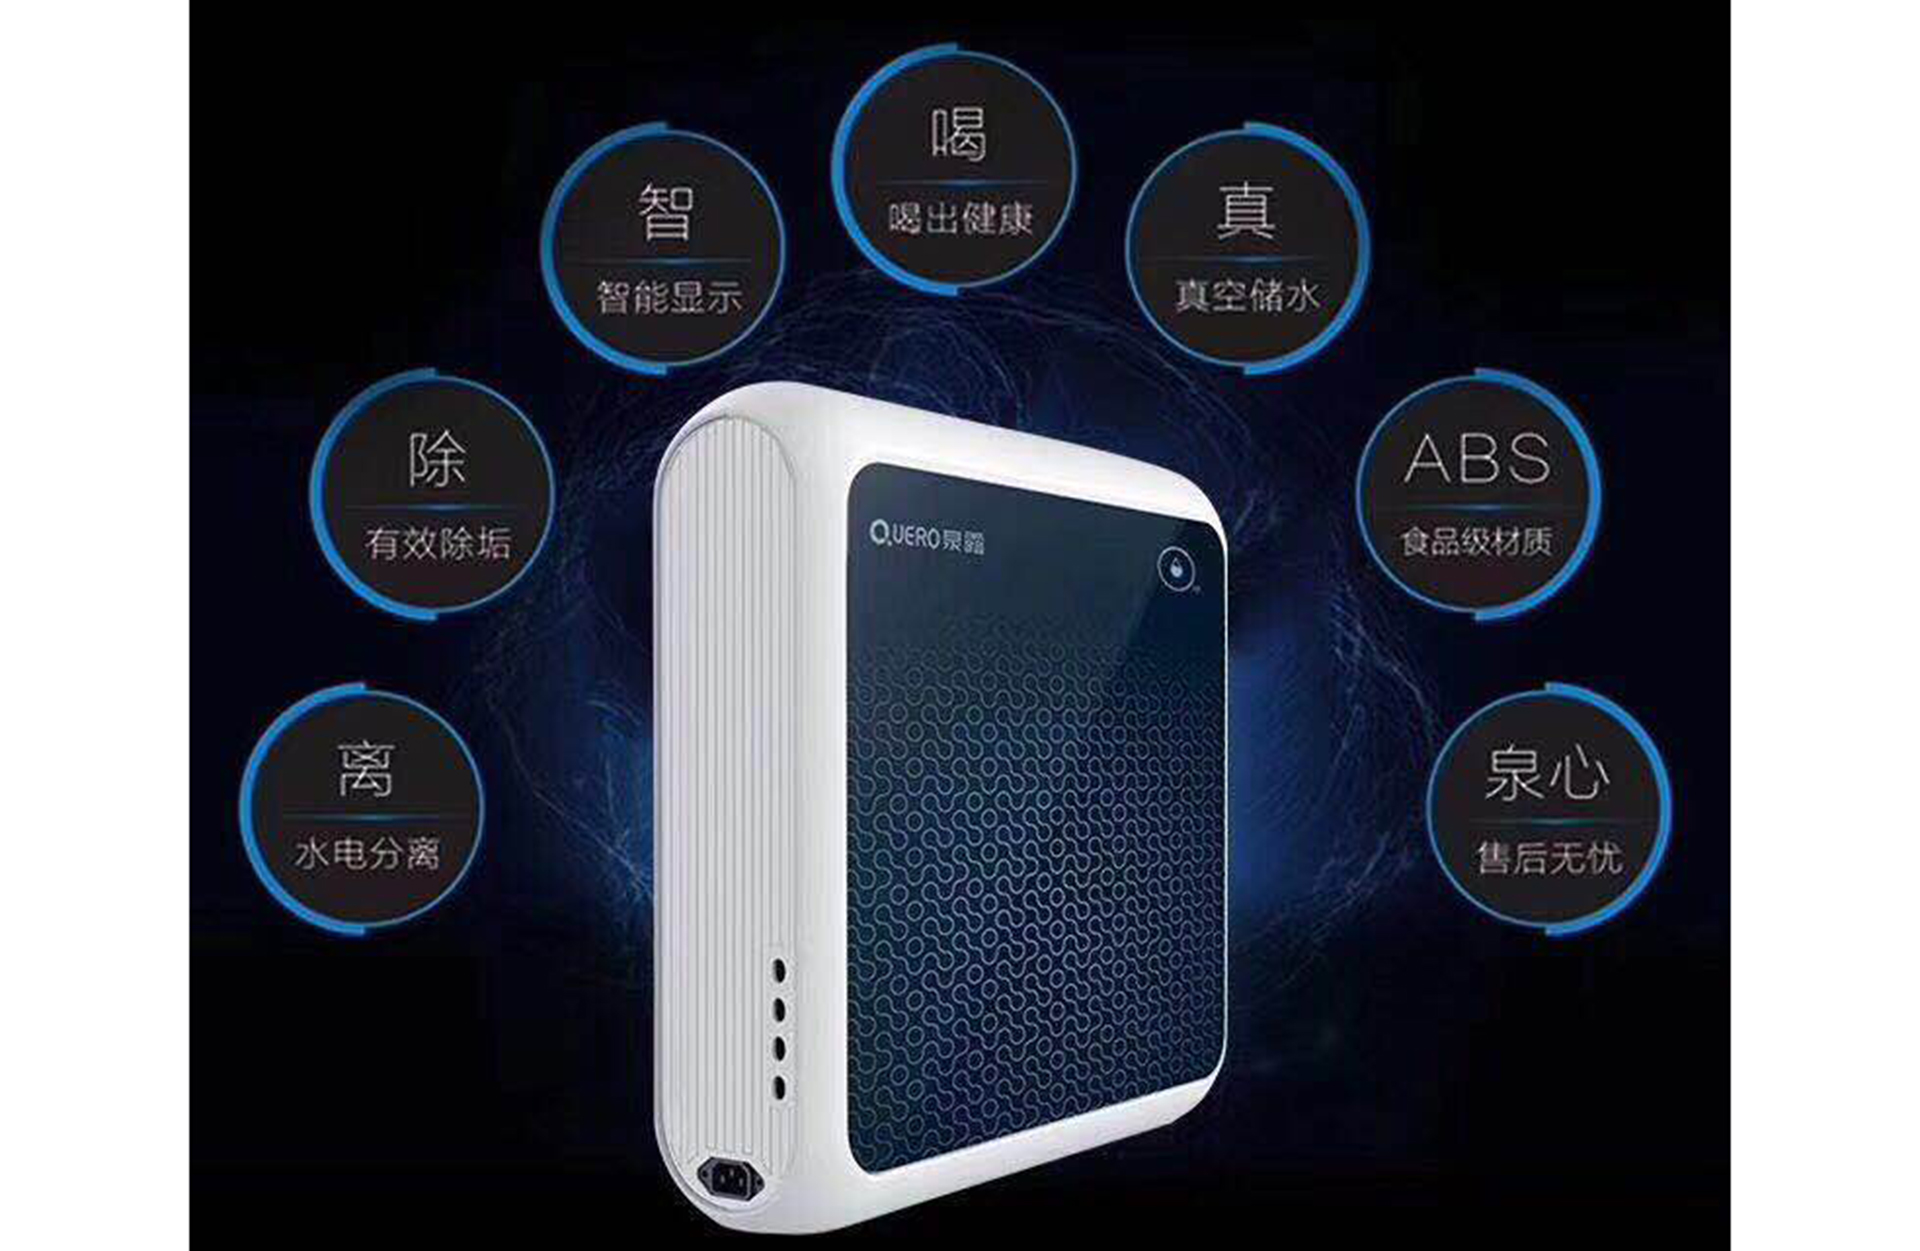 喝
喝出健康
智
智能显示
真
真空储水
除
有效除垢
ABS
食品级材质
QUERO泉露
离
水电分离
泉心
售后无忧